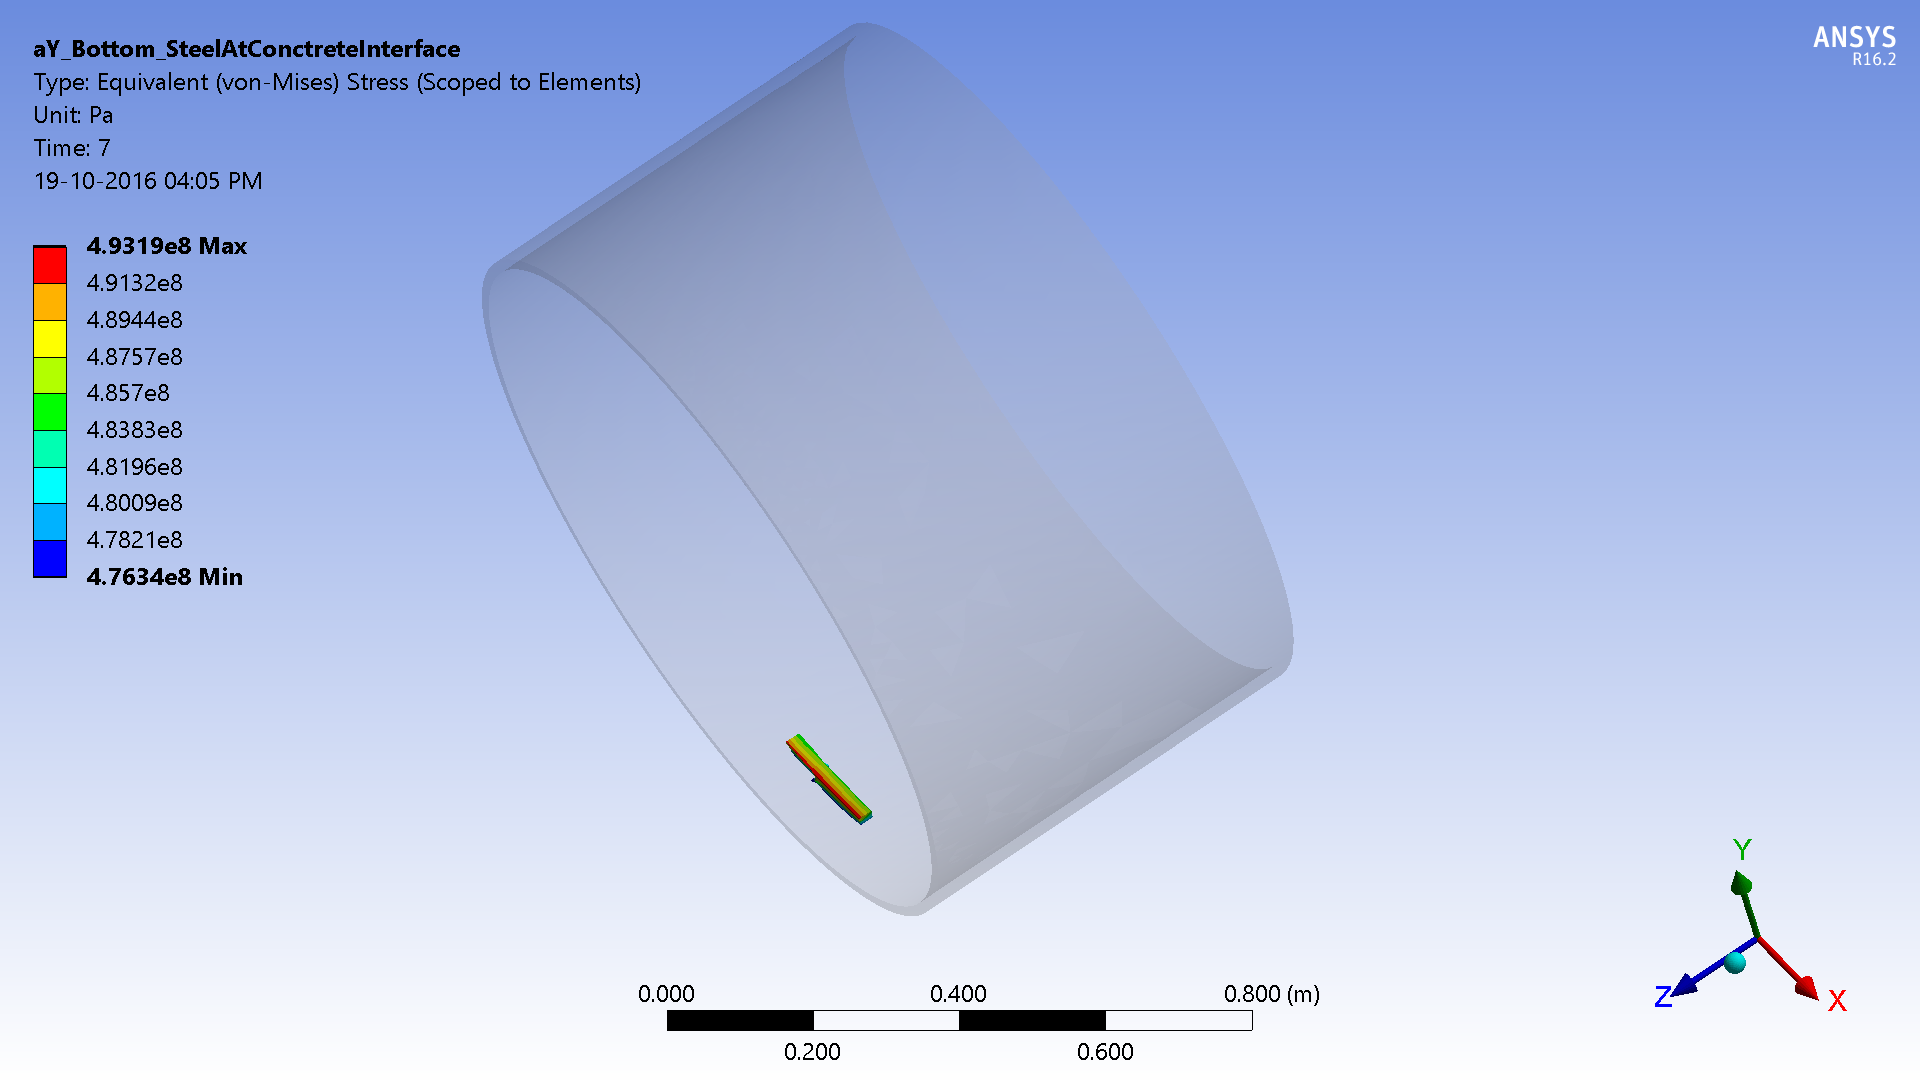 aY_Bottom_SteelAtConctreteInterface
Type: Equivalent (von-Mises) Stress (Scoped to Elements)
Unit: Pa
Time: 7
19-10-2016 04:05 PM
ANSYS
R16.2
4.9319e8 Max
4.9132e8
4.8944e8
4.8757e8
4.857e8
4.8383e8
4.8196e8
4.8009e8
4.7821e8
4.7634e8 Min
0.000 0.400 0.800 (m)
0.200 0.600
Y
Z X